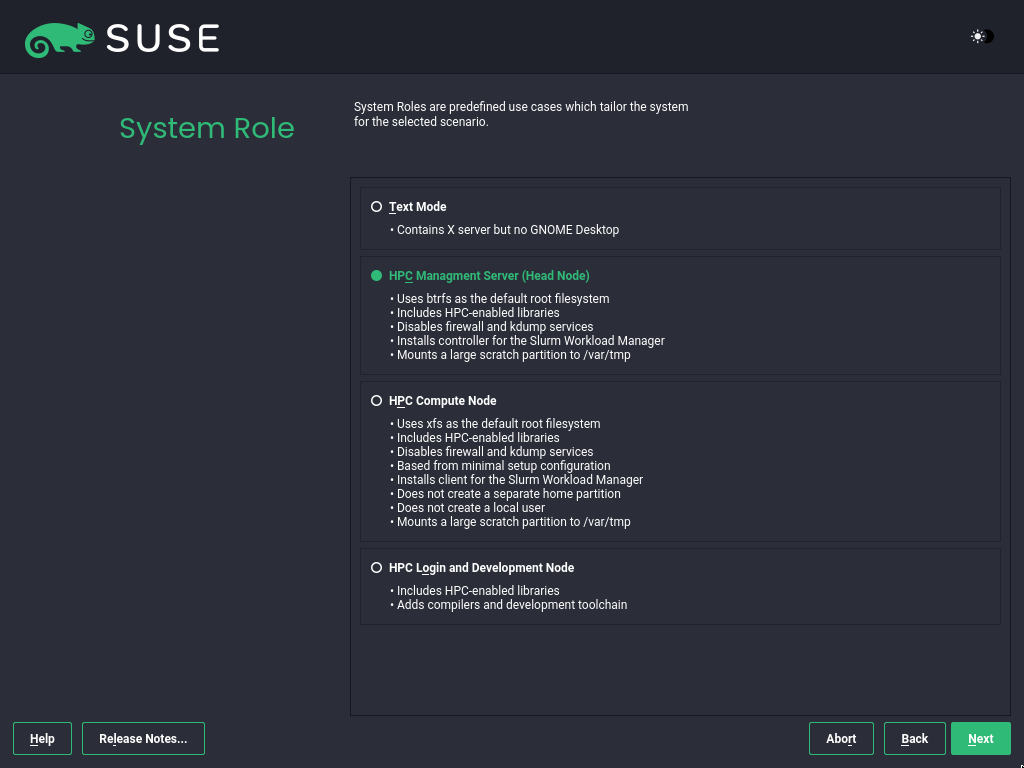 SUSE
System Role
System Roles are predefined use cases which tailor the system
for the selected scenario.
Text Mode
• Contains X server but no GNOME Desktop
HPC Managment Server (Head Node)
• Uses btrfs as the default root filesystem
• Includes HPC-enabled libraries
• Disables firewall and kdump services
• Installs controller for the Slurm Workload Manager
• Mounts a large scratch partition to /var/tmp
HPC Compute Node
• Uses xfs as the default root filesystem
• Includes HPC-enabled libraries
• Disables firewall and kdump services
• Based from minimal setup configuration
• Installs client for the Slurm Workload Manager
• Does not create a separate home partition
• Does not create a local user
• Mounts a large scratch partition to /var/tmp
HPC Login and Development Node
• Includes HPC-enabled libraries
• Adds compilers and development toolchain
Help
Release Notes...
Abort
Back
Next